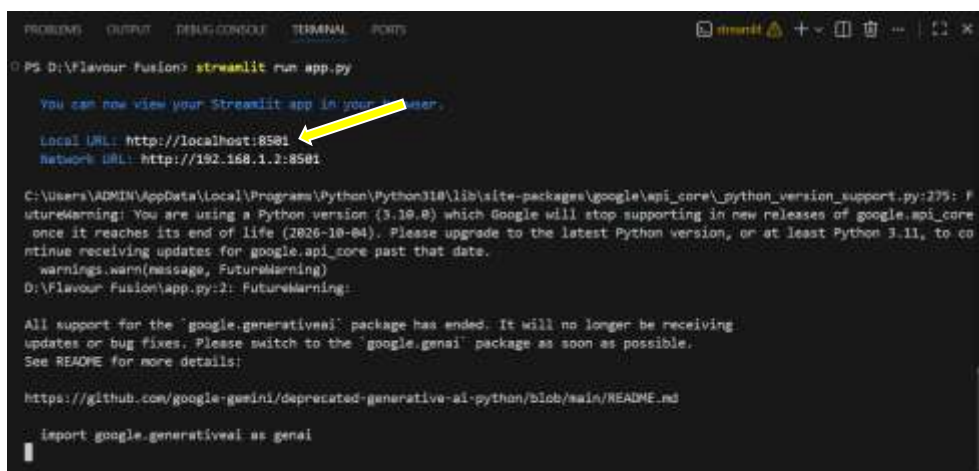 PROBLEMS OUTPUT DEBUG CONSOLE TERMINAL PORTS streamlit
PS D:\Flavour Fusion> streamlit run app.py
You can now view your Streamlit app in your browser.
Local URL: http://localhost:8501
Network URL: http://192.168.1.2:8501
C:\Users\ADMIN\AppData\Local\Programs\Python\Python310\lib\site-packages\google\api_core\_python_version_support.py:275: F
utureWarning: You are using a Python version (3.10.0) which Google will stop supporting in new releases of google.api_core
once it reaches its end of life (2026-10-04). Please upgrade to the latest Python version, or at least Python 3.11, to co
ntinue receiving updates for google.api_core past that date.
warnings.warn(message, FutureWarning)
D:\Flavour Fusion\app.py:2: FutureWarning:
All support for the `google.generativeai` package has ended. It will no longer be receiving
updates or bug fixes. Please switch to the `google.genai` package as soon as possible.
See README for more details:
https://github.com/google-gemini/deprecated-generative-ai-python/blob/main/README.md
import google.generativeai as genai